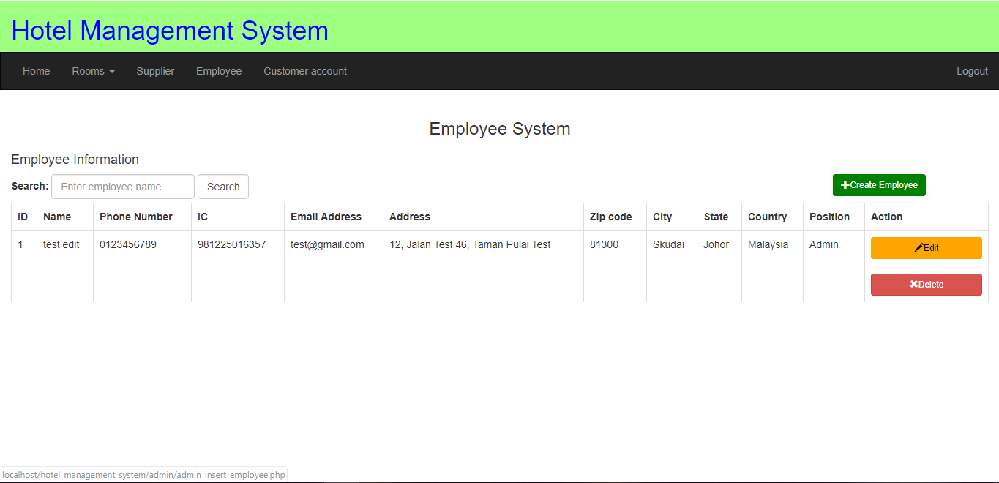 Hotel Management System
Home Rooms Supplier Employee Customer account Logout
Employee System
Employee Information
Search: Enter employee name Search Create Employee
ID Name Phone Number IC Email Address Address Zip code City State Country Position Action
1 test edit 0123456789 981225016357 test@gmail.com 12, Jalan Test 46, Taman Pulai Test 81300 Skudai Johor Malaysia Admin Edit
Delete
localhost/hotel_management_system/admin/admin_insert_employee.php